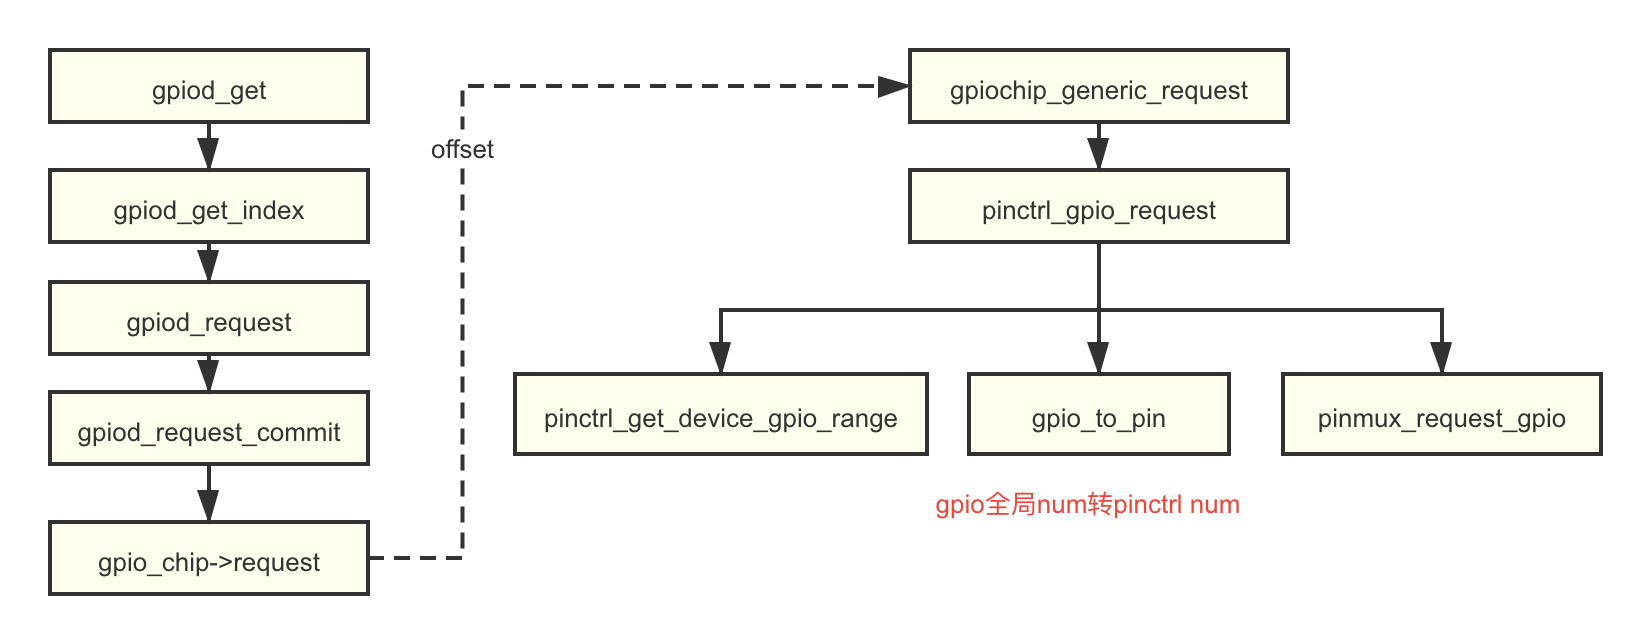 gpiod_get
gpiod_get_index
gpiod_request
gpiod_request_commit
gpio_chip->request
offset
gpiochip_generic_request
pinctrl_gpio_request
pinctrl_get_device_gpio_range
gpio_to_pin
pinmux_request_gpio
gpio全局num转pinctrl num